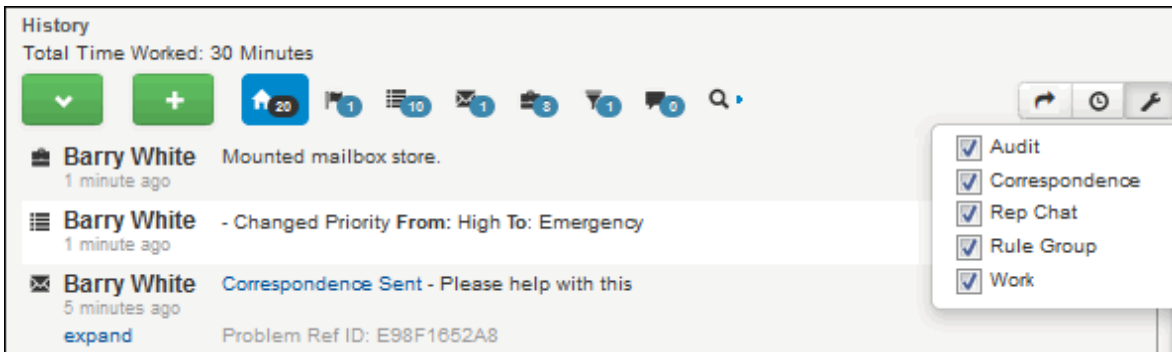 History
Total Time Worked: 30 Minutes
20 1 10 1 8 1 0
Barry White Mounted mailbox store.
1 minute ago
Barry White - Changed Priority From: High To: Emergency
1 minute ago
Barry White Correspondence Sent - Please help with this
5 minutes ago
expand Problem Ref ID: E98F1652A8
Audit
Correspondence
Rep Chat
Rule Group
Work